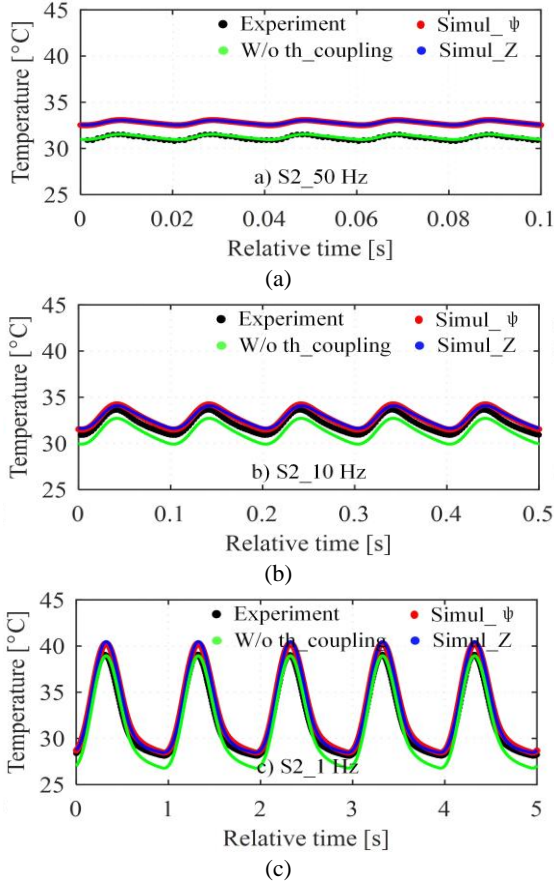 45
Experiment
Simul_ψ
40
W/o th_coupling
Simul_Z
35
30
25
a) S2_50 Hz
Temperature [°C]
0
0.02
0.04
0.06
0.08
0.1
Relative time [s]
(a)
45
Experiment
Simul_ψ
40
W/o th_coupling
Simul_Z
35
30
25
b) S2_10 Hz
Temperature [°C]
0
0.1
0.2
0.3
0.4
0.5
Relative time [s]
(b)
45
Experiment
Simul_ψ
40
W/o th_coupling
Simul_Z
35
30
25
c) S2_1 Hz
Temperature [°C]
0
1
2
3
4
5
Relative time [s]
(c)